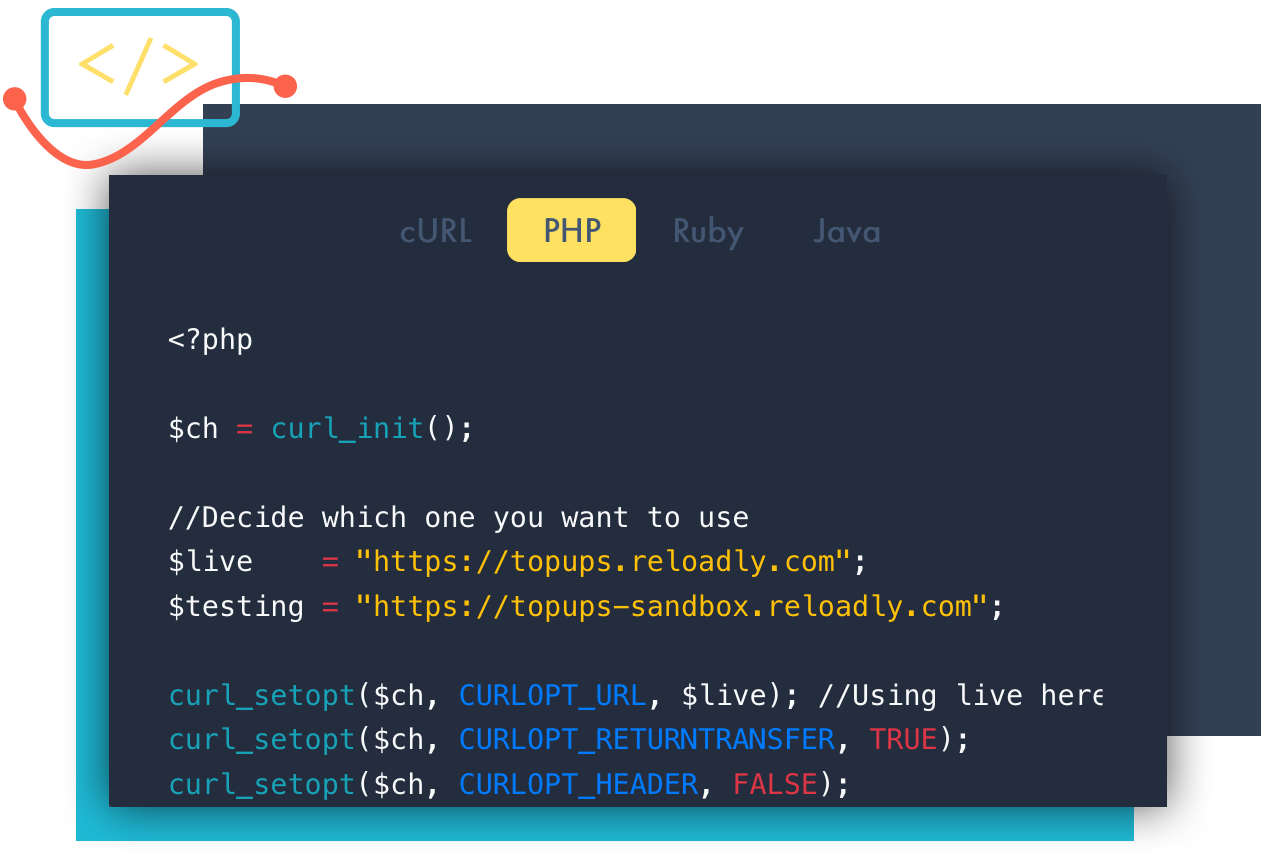 </>
cURL PHP Ruby Java
<?php
$ch = curl_init();
//Decide which one you want to use
$live    = "https://topups.reloadly.com";
$testing = "https://topups-sandbox.reloadly.com";
curl_setopt($ch, CURLOPT_URL, $live); //Using live here
curl_setopt($ch, CURLOPT_RETURNTRANSFER, TRUE);
curl_setopt($ch, CURLOPT_HEADER, FALSE);